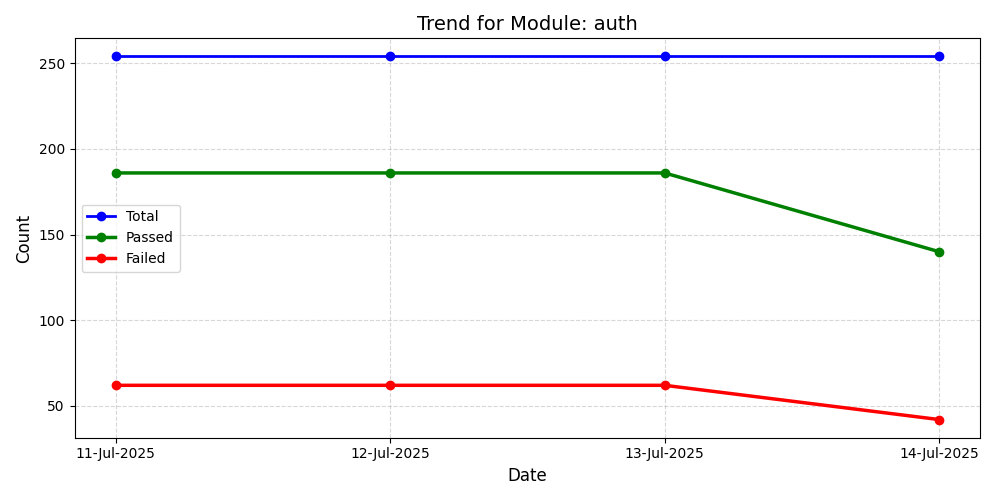 Trend for Module: auth
Count
250
200
150
100
50
Total
Passed
Failed
11-Jul-2025
12-Jul-2025
13-Jul-2025
14-Jul-2025
Date